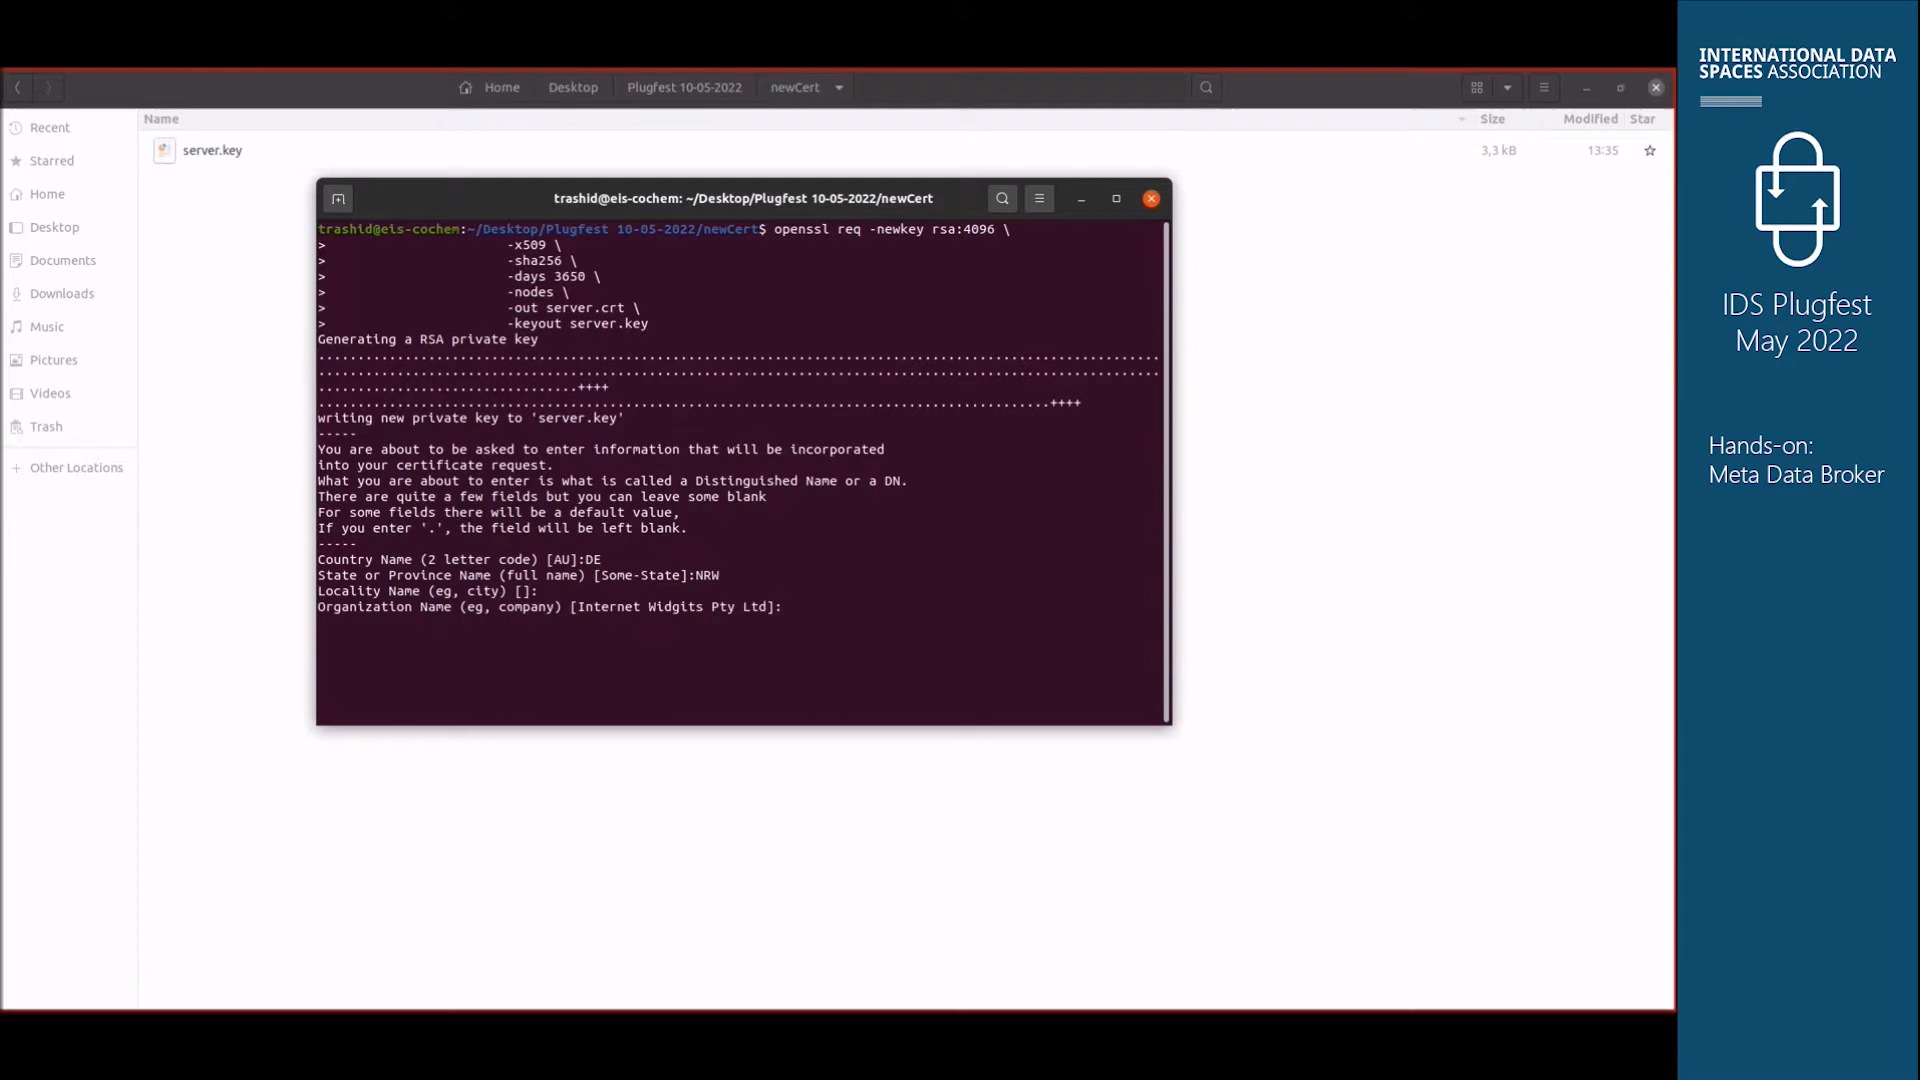 Home Desktop Plugfest 10-05-2022 newCert
Recent
Starred
Home
Desktop
Documents
Downloads
Music
Pictures
Videos
Trash
+ Other Locations
Name Size Modified Star
server.key 3,3 kB 13:35
trashid@eis-cochem: ~/Desktop/Plugfest 10-05-2022/newCert
trashid@eis-cochem:~/Desktop/Plugfest 10-05-2022/newCert$ openssl req -newkey rsa:4096 \
> -x509 \
> -sha256 \
> -days 3650 \
> -nodes \
> -out server.crt \
> -keyout server.key
Generating a RSA private key
..........................................................................................................
..........................................................................................................
.................................++++
.............................................................................................++++
writing new private key to 'server.key'
-----
You are about to be asked to enter information that will be incorporated
into your certificate request.
What you are about to enter is what is called a Distinguished Name or a DN.
There are quite a few fields but you can leave some blank
For some fields there will be a default value,
If you enter '.', the field will be left blank.
-----
Country Name (2 letter code) [AU]:DE
State or Province Name (full name) [Some-State]:NRW
Locality Name (eg, city) []:
Organization Name (eg, company) [Internet Widgits Pty Ltd]:
INTERNATIONAL DATA
SPACES ASSOCIATION
IDS Plugfest
May 2022
Hands-on:
Meta Data Broker